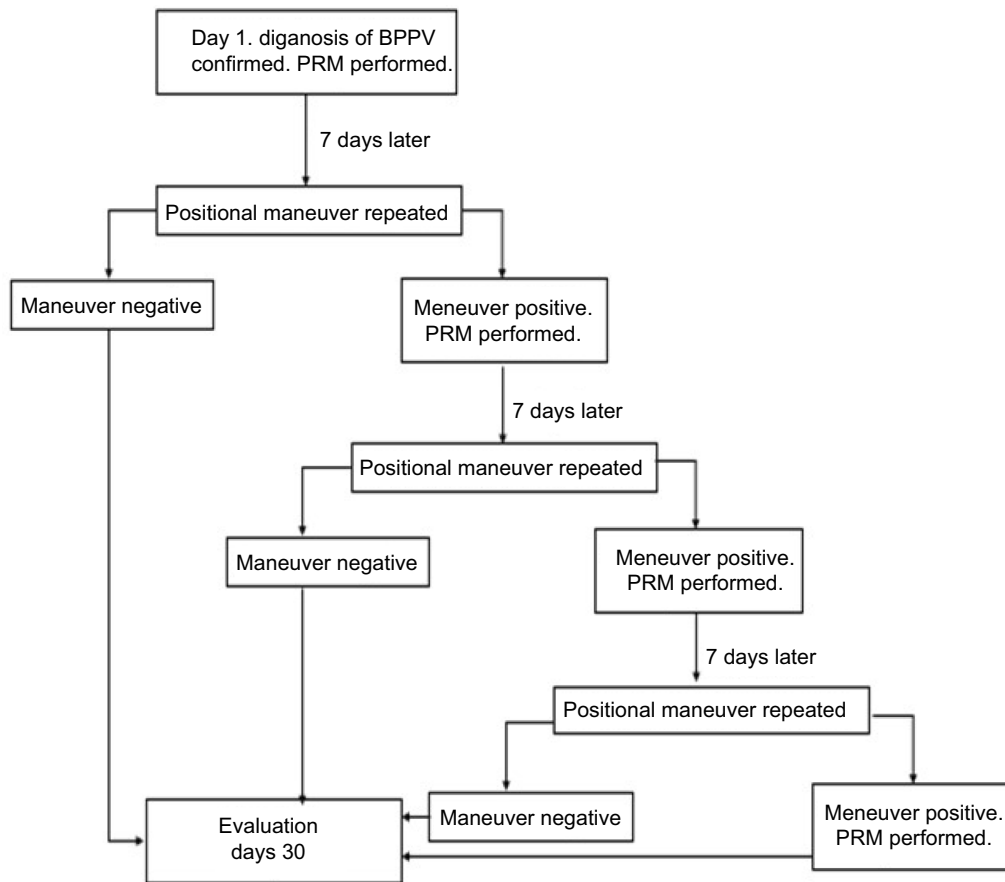 Day 1. diganosis of BPPV
confirmed. PRM performed.
7 days later
Positional maneuver repeated
Maneuver negative
Meneuver positive.
PRM performed.
7 days later
Positional maneuver repeated
Maneuver negative
Meneuver positive.
PRM performed.
7 days later
Positional maneuver repeated
Maneuver negative
Meneuver positive.
PRM performed.
Evaluation
days 30